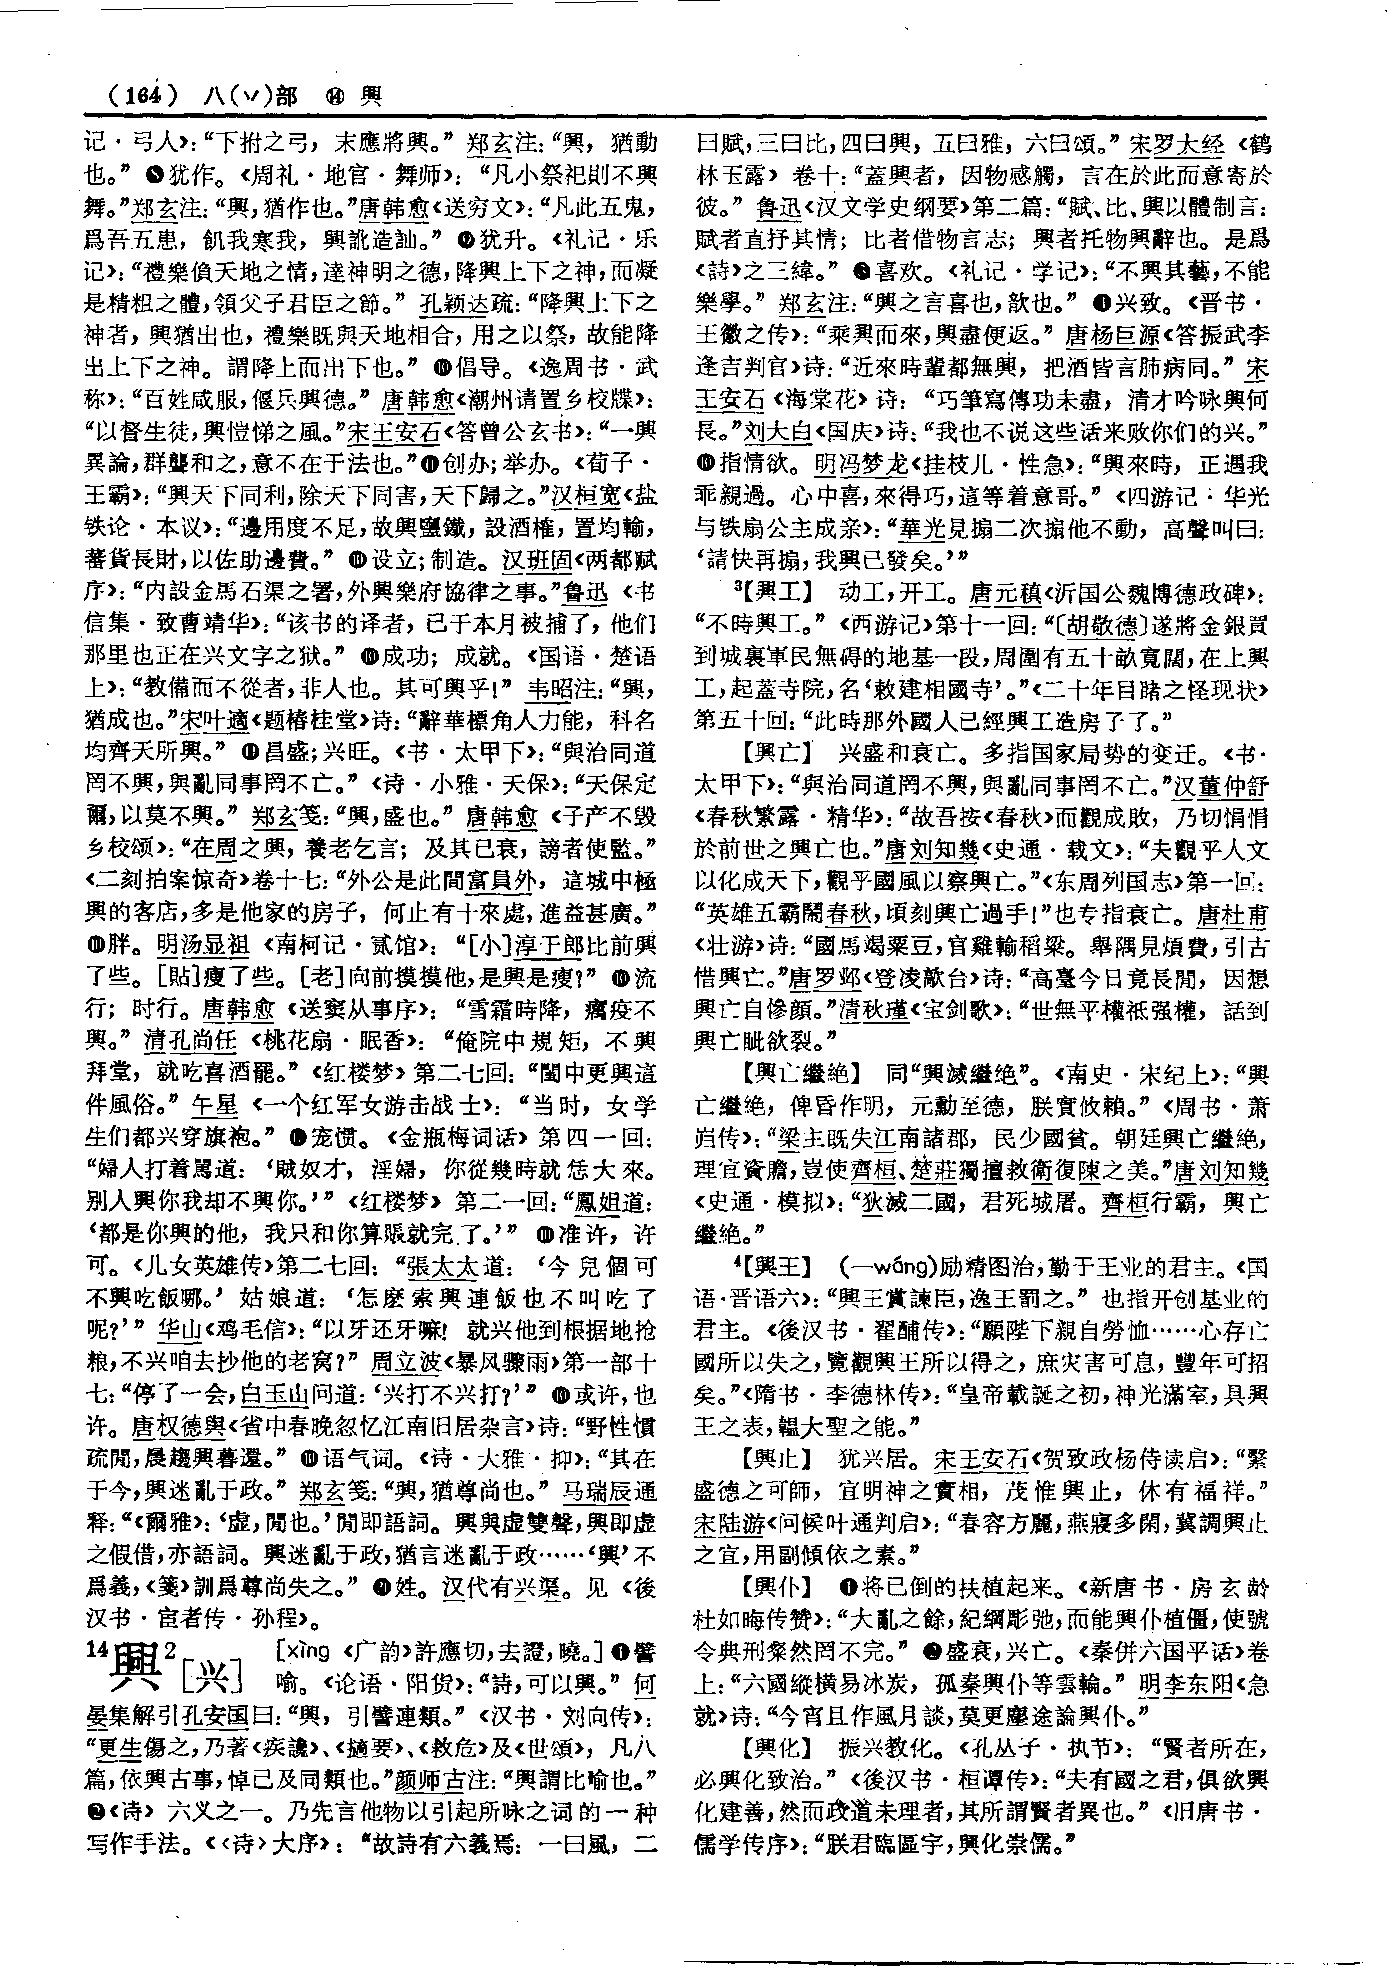 (164) 八(丷)部 ⑭ 興
记·弓人》：“下拊之弓，末應將興。”郑玄注：“興，猶動
也。”❽犹作。《周礼·地官·舞师》：“凡小祭祀則不興
舞。”郑玄注：“興，猶作也。”唐韩愈《送穷文》：“凡此五鬼，
爲吾五患，飢我寒我，興訛造訕。”❾犹升。《礼记·乐
记》：“禮樂偩天地之情，達神明之德，降興上下之神，而凝
是精粗之體，領父子君臣之節。”孔颖达疏：“降興上下之
神者，興猶出也，禮樂既與天地相合，用之以祭，故能降
出上下之神。謂降上而出下也。”❿倡导。《逸周书·武
称》：“百姓咸服，偃兵興德。”唐韩愈《潮州请置乡校牒》：
“以督生徒，興愷悌之風。”宋王安石《答曾公玄书》：“一興
異論，群聾和之，意不在于法也。”⓫创办；举办。《荀子·
王霸》：“興天下同利，除天下同害，天下歸之。”汉桓宽《盐
铁论·本议》：“邊用度不足，故興鹽鐵，設酒榷，置均輸，
蕃貨長財，以佐助邊費。”⓬设立；制造。汉班固《两都赋
序》：“内設金馬石渠之署，外興樂府協律之事。”鲁迅《书
信集·致曹靖华》：“该书的译者，已于本月被捕了，他们
那里也正在兴文字之狱。”⓭成功；成就。《国语·楚语
上》：“教備而不從者，非人也。其可興乎！”韦昭注：“興，
猶成也。”宋叶適《题椿桂堂》诗：“辭華標角人力能，科名
均齊天所興。”⓮昌盛；兴旺。《书·太甲下》：“與治同道
罔不興，與亂同事罔不亡。”《诗·小雅·天保》：“天保定
爾，以莫不興。”郑玄笺：“興，盛也。”唐韩愈《子产不毁
乡校颂》：“在周之興，養老乞言；及其已衰，謗者使監。”
《二刻拍案惊奇》卷十七：“外公是此間富員外，這城中極
興的客店，多是他家的房子，何止有十來處，進益甚廣。”
⓯胖。明汤显祖《南柯记·贰馆》：“[小]淳于郎比前興
了些。[貼]瘦了些。[老]向前摸摸他，是興是瘦？”⓰流
行；时行。唐韩愈《送窦从事序》：“雪霜時降，癘疫不
興。”清孔尚任《桃花扇·眠香》：“俺院中規矩，不興
拜堂，就吃喜酒罷。”《红楼梦》第二七回：“閨中更興這
件風俗。”午星《一个红军女游击战士》：“当时，女学
生们都兴穿旗袍。”⓱宠惯。《金瓶梅词话》第四一回：
“婦人打着駡道：‘賊奴才，淫婦，你從幾時就恁大來。
别人興你我却不興你。’”《红楼梦》第二一回：“鳳姐道：
‘都是你興的他，我只和你算賬就完了。’”⓲准许，许
可。《儿女英雄传》第二七回：“張太太道：‘今兒個可
不興吃飯哪。’姑娘道：‘怎麼索興連飯也不叫吃了
呢？’”华山《鸡毛信》：“以牙还牙嘛！就兴他到根据地抢
粮，不兴咱去抄他的老窝？”周立波《暴风骤雨》第一部十
七：“停了一会，白玉山问道：‘兴打不兴打？’”⓳或许，也
许。唐权德舆《省中春晚忽忆江南旧居杂言》诗：“野性慣
疏閒，晨趨興暮還。”⓴语气词。《诗·大雅·抑》：“其在
于今，興迷亂于政。”郑玄笺：“興，猶尊尚也。”马瑞辰通
释：“《爾雅》：‘虚，閒也。’閒即語詞。興與虚雙聲，興即虚
之假借，亦語詞。興迷亂于政，猶言迷亂于政……‘興’不
爲義，《箋》訓爲尊尚失之。”㉑姓。汉代有兴渠。见《後
汉书·宦者传·孙程》。
14興2[兴] [xìng《广韵》許應切，去證，曉。]❶譬
喻。《论语·阳货》：“詩，可以興。”何
晏集解引孔安国曰：“興，引譬連類。”《汉书·刘向传》：
“更生傷之，乃著《疾讒》、《擿要》、《救危》及《世頌》，凡八
篇，依興古事，悼己及同類也。”颜师古注：“興謂比喻也。”
❷《诗》六义之一。乃先言他物以引起所咏之词的一种
写作手法。《〈诗〉大序》：“故詩有六義焉：一曰風，二
曰賦，三曰比，四曰興，五曰雅，六曰頌。”宋罗大经《鹤
林玉露》卷十：“蓋興者，因物感觸，言在於此而意寄於
彼。”鲁迅《汉文学史纲要》第二篇：“賦、比、興以體制言：
賦者直抒其情；比者借物言志；興者托物興辭也。是爲
《詩》之三緯。”❸喜欢。《礼记·学记》：“不興其藝，不能
樂學。”郑玄注：“興之言喜也，歆也。”❹兴致。《晋书·
王徽之传》：“乘興而來，興盡便返。”唐杨巨源《答振武李
逢吉判官》诗：“近來時輩都無興，把酒皆言肺病同。”宋
王安石《海棠花》诗：“巧筆寫傳功未盡，清才吟咏興何
長。”刘大白《国庆》诗：“我也不说这些话来败你们的兴。”
❺指情欲。明冯梦龙《挂枝儿·性急》：“興來時，正遇我
乖親過。心中喜，來得巧，這等着意哥。”《四游记·华光
与铁扇公主成亲》：“華光見搧二次搧他不動，高聲叫曰：
‘請快再搧，我興已發矣。’”
3【興工】 动工，开工。唐元稹《沂国公魏博德政碑》：
“不時興工。”《西游记》第十一回：“〔胡敬德〕遂將金銀買
到城裏軍民無碍的地基一段，周圍有五十畝寬闊，在上興
工，起蓋寺院，名‘敕建相國寺’。”《二十年目睹之怪现状》
第五十回：“此時那外國人已經興工造房子了。”
【興亡】 兴盛和衰亡。多指国家局势的变迁。《书·
太甲下》：“與治同道罔不興，與亂同事罔不亡。”汉董仲舒
《春秋繁露·精华》：“故吾按《春秋》而觀成敗，乃切悁悁
於前世之興亡也。”唐刘知幾《史通·载文》：“夫觀乎人文
以化成天下，觀乎國風以察興亡。”《东周列国志》第一回：
“英雄五霸鬧春秋，頃刻興亡過手！”也专指衰亡。唐杜甫
《壮游》诗：“國馬竭粟豆，官雞輸稻粱。舉隅見煩費，引古
惜興亡。”唐罗邺《登凌歊台》诗：“高臺今日竟長閒，因想
興亡自慘顏。”清秋瑾《宝剑歌》：“世無平權祇强權，話到
興亡眦欲裂。”
【興亡繼絶】 同“興滅繼绝”。《南史·宋纪上》：“興
亡繼絶，俾昏作明，元勳至德，朕實攸賴。”《周书·萧
岿传》：“梁主既失江南諸郡，民少國貧。朝廷興亡繼絶，
理宜資贍，豈使齊桓、楚莊獨擅救衛復陳之美。”唐刘知幾
《史通·模拟》：“狄滅二國，君死城屠。齊桓行霸，興亡
繼絶。”
4【興王】 (—wáng)励精图治，勤于王业的君主。《国
语·晋语六》：“興王賞諫臣，逸王罰之。”也指开创基业的
君主。《後汉书·翟酺传》：“願陛下親自勞恤……心存亡
國所以失之，覽觀興王所以得之，庶灾害可息，豐年可招
矣。”《隋书·李德林传》：“皇帝載誕之初，神光滿室，具興
王之表，韞大聖之能。”
【興止】 犹兴居。宋王安石《贺致政杨侍读启》：“繄
盛德之可師，宜明神之實相，茂惟興止，休有福祥。”
宋陆游《问候叶通判启》：“春容方麗，燕寢多閑，冀調興止
之宜，用副傾依之素。”
【興仆】 ❶将已倒的扶植起来。《新唐书·房玄龄
杜如晦传赞》：“大亂之餘，紀綱彫弛，而能興仆植僵，使號
令典刑粲然罔不完。”❷盛衰，兴亡。《秦併六国平话》卷
上：“六國縱横易冰炭，孤秦興仆等雲輸。”明李东阳《急
就》诗：“今宵且作風月談，莫更塵途論興仆。”
【興化】 振兴教化。《孔丛子·执节》：“賢者所在，
必興化致治。”《後汉书·桓谭传》：“夫有國之君，俱欲興
化建善，然而政道未理者，其所謂賢者異也。”《旧唐书·
儒学传序》：“朕君臨區宇，興化崇儒。”